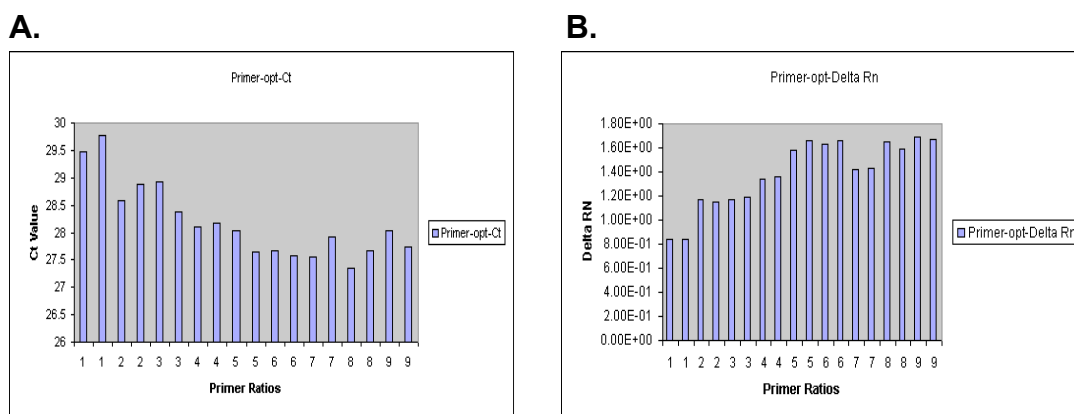 A.
Primer-opt-Ct
30
29.5
29
28.5
28
27.5
27
26.5
26
Ct Value
1 1 2 2 3 3 4 4 5 5 6 6 7 7 8 8 9 9
Primer Ratios
Primer-opt-Ct
B.
Primer-opt-Delta Rn
1.80E+00
1.60E+00
1.40E+00
1.20E+00
1.00E+00
8.00E-01
6.00E-01
4.00E-01
2.00E-01
0.00E+00
Delta RN
1 1 2 2 3 3 4 4 5 5 6 6 7 7 8 8 9 9
Primer Ratios
Primer-opt-Delta Rn